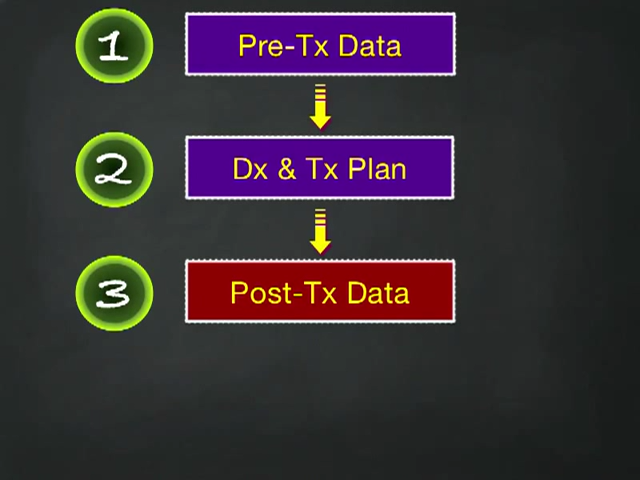 1 Pre-Tx Data
2 Dx & Tx Plan
3 Post-Tx Data